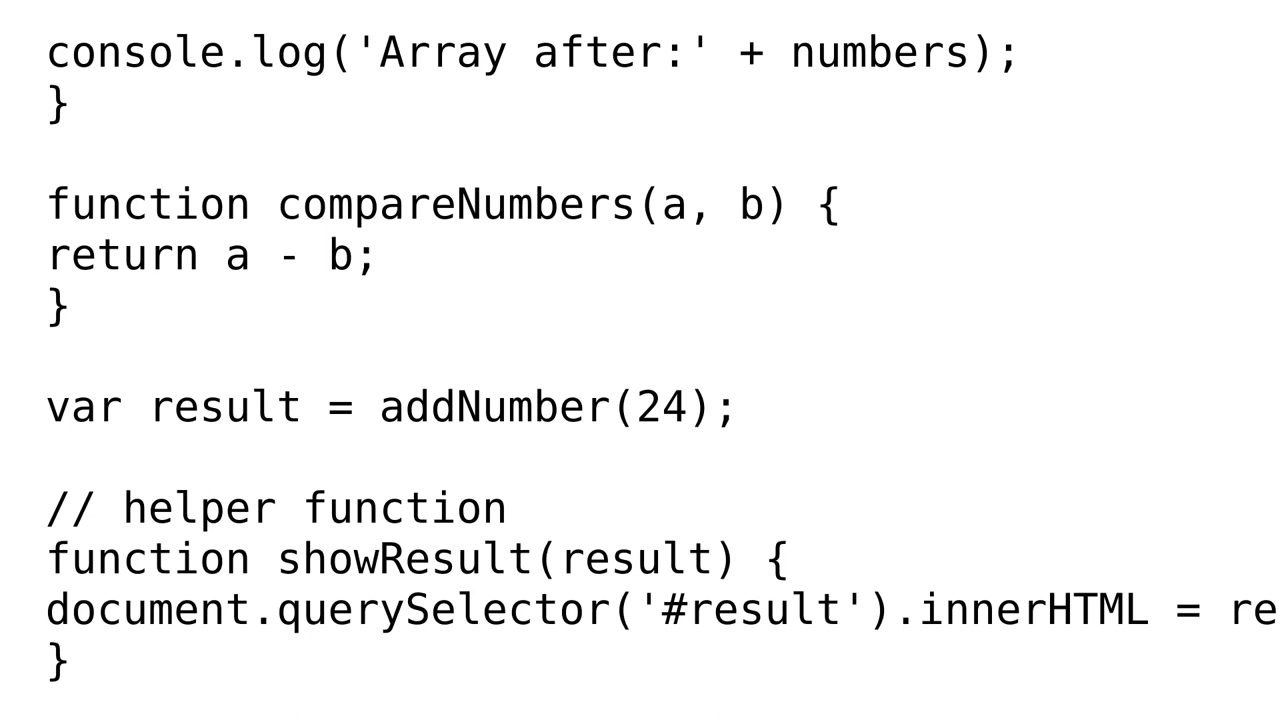 console.log('Array after:' + numbers);
}
function compareNumbers(a, b) {
return a - b;
}
var result = addNumber(24);
// helper function
function showResult(result) {
document.querySelector('#result').innerHTML = re
}